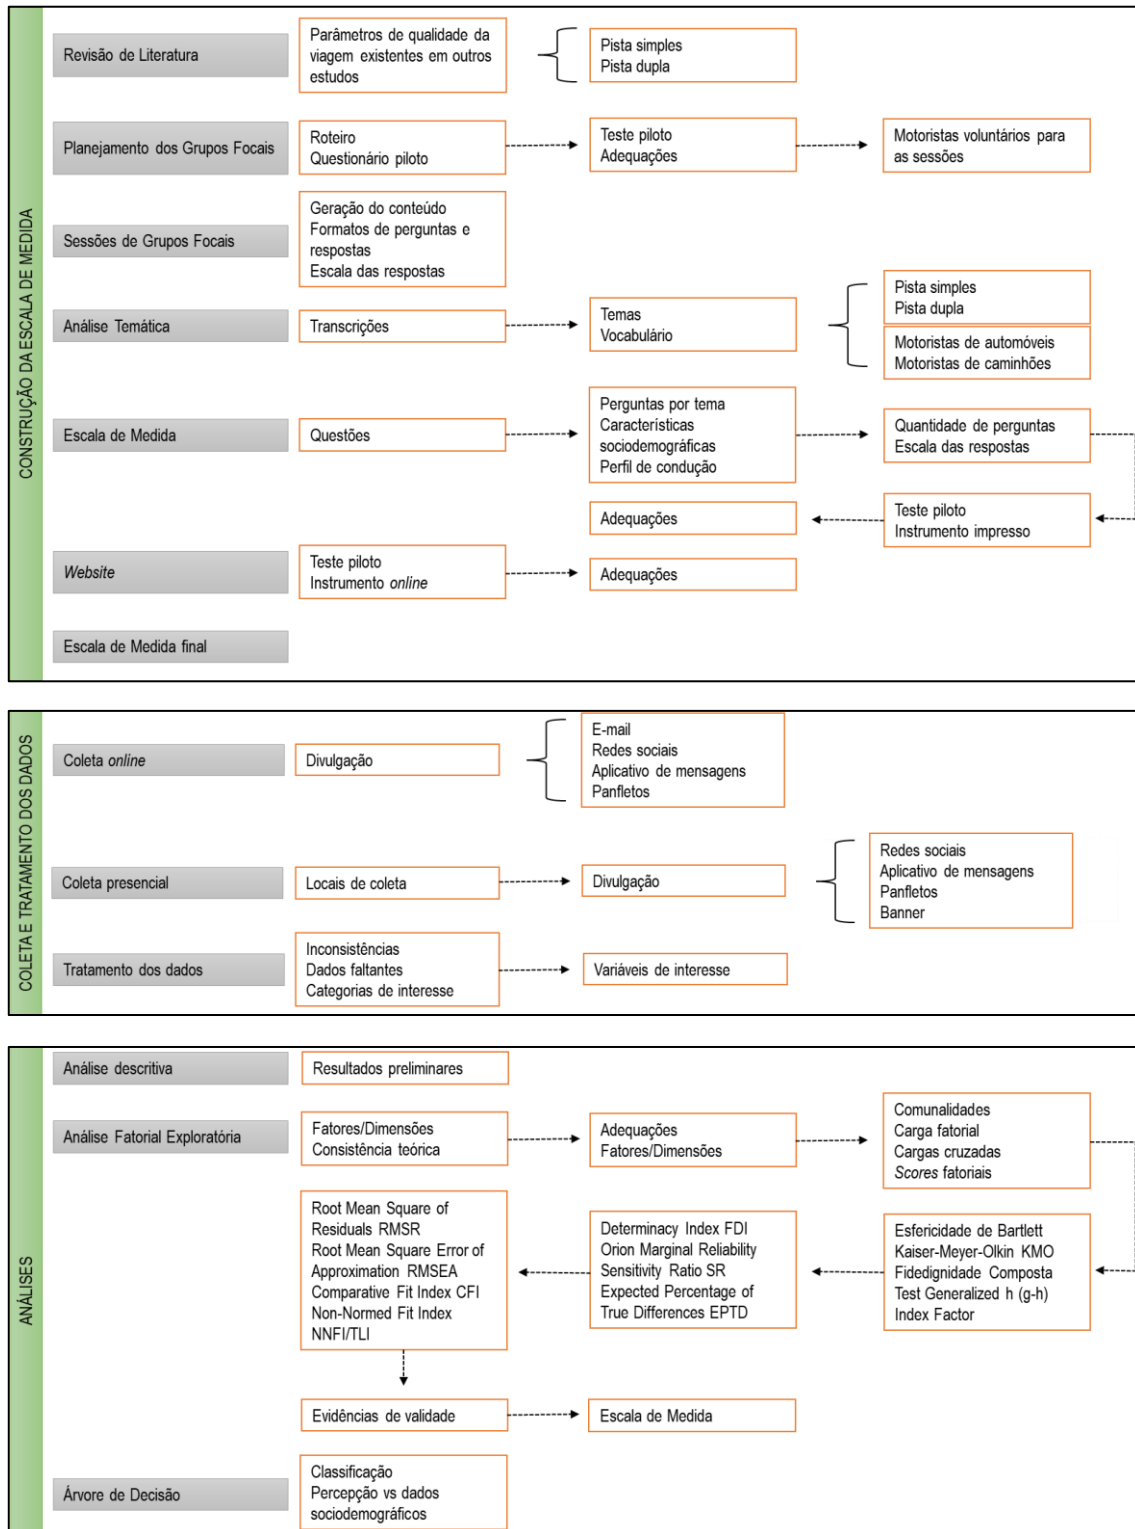 CONSTRUÇÃO DA ESCALA DE MEDIDA
Revisão de Literatura
Parâmetros de qualidade da
viagem existentes em outros
estudos
Pista simples
Pista dupla
Planejamento dos Grupos Focais
Roteiro
Questionário piloto
Teste piloto
Adequações
Motoristas voluntários para
as sessões
Sessões de Grupos Focais
Geração do conteúdo
Formatos de perguntas e
respostas
Escala das respostas
Análise Temática
Transcrições
Temas
Vocabulário
Pista simples
Pista dupla
Motoristas de automóveis
Motoristas de caminhões
Escala de Medida
Questões
Perguntas por tema
Características
sociodemográficas
Perfil de condução
Quantidade de perguntas
Escala das respostas
Teste piloto
Instrumento impresso
Adequações
Website
Teste piloto
Instrumento online
Adequações
Escala de Medida final
COLETA E TRATAMENTO DOS DADOS
Coleta online
Divulgação
E-mail
Redes sociais
Aplicativo de mensagens
Panfletos
Coleta presencial
Locais de coleta
Divulgação
Redes sociais
Aplicativo de mensagens
Panfletos
Banner
Tratamento dos dados
Inconsistências
Dados faltantes
Categorias de interesse
Variáveis de interesse
ANÁLISES
Análise descritiva
Resultados preliminares
Análise Fatorial Exploratória
Fatores/Dimensões
Consistência teórica
Adequações
Fatores/Dimensões
Comunalidades
Carga fatorial
Cargas cruzadas
Scores fatoriais
Esfericidade de Bartlett
Kaiser-Meyer-Olkin KMO
Fidedignidade Composta
Test Generalized h (g-h)
Index Factor
Determinacy Index FDI
Orion Marginal Reliability
Sensitivity Ratio SR
Expected Percentage of
True Differences EPTD
Root Mean Square of
Residuals RMSR
Root Mean Square Error of
Approximation RMSEA
Comparative Fit Index CFI
Non-Normed Fit Index
NNFI/TLI
Evidências de validade
Escala de Medida
Árvore de Decisão
Classificação
Percepção vs dados
sociodemográficos